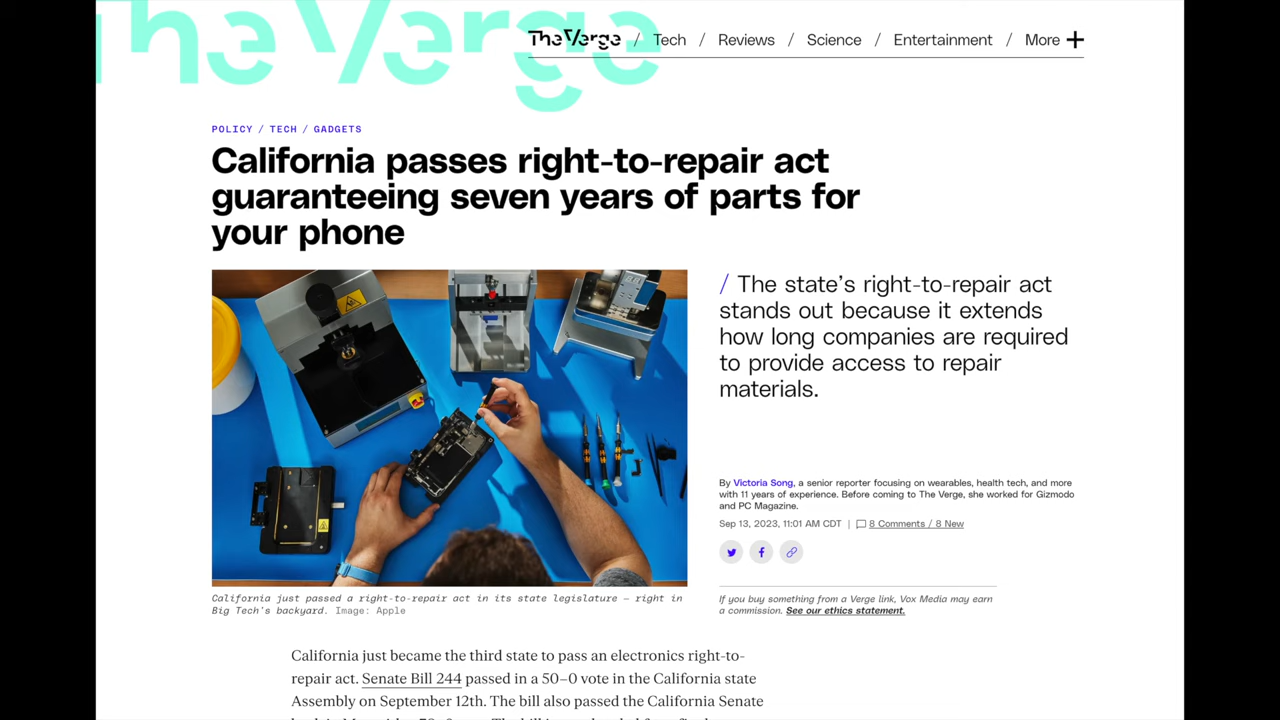 The Verge
The Verge / Tech / Reviews / Science / Entertainment / More +
POLICY / TECH / GADGETS
California passes right-to-repair act
guaranteeing seven years of parts for
your phone
/ The state's right-to-repair act
stands out because it extends
how long companies are required
to provide access to repair
materials.
By Victoria Song, a senior reporter focusing on wearables, health tech, and more
with 11 years of experience. Before coming to The Verge, she worked for Gizmodo
and PC Magazine.
Sep 13, 2023, 11:01 AM CDT | 8 Comments / 8 New
If you buy something from a Verge link, Vox Media may earn
a commission. See our ethics statement.
California just passed a right-to-repair act in its state legislature — right in
Big Tech's backyard. Image: Apple
California just became the third state to pass an electronics right-to-
repair act. Senate Bill 244 passed in a 50–0 vote in the California state
Assembly on September 12th. The bill also passed the California Senate